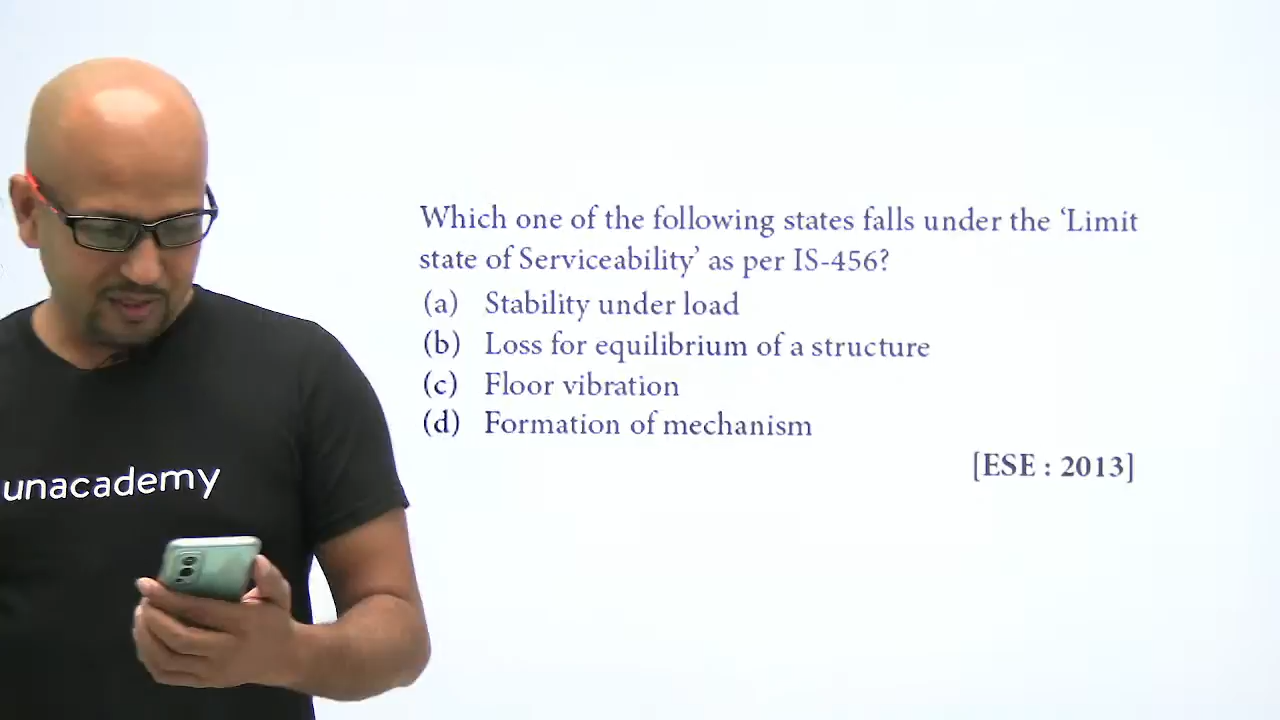 Which one of the following states falls under the ‘Limit
state of Serviceability’ as per IS-456?
(a) Stability under load
(b) Loss for equilibrium of a structure
(c) Floor vibration
(d) Formation of mechanism
[ESE : 2013]
unacademy